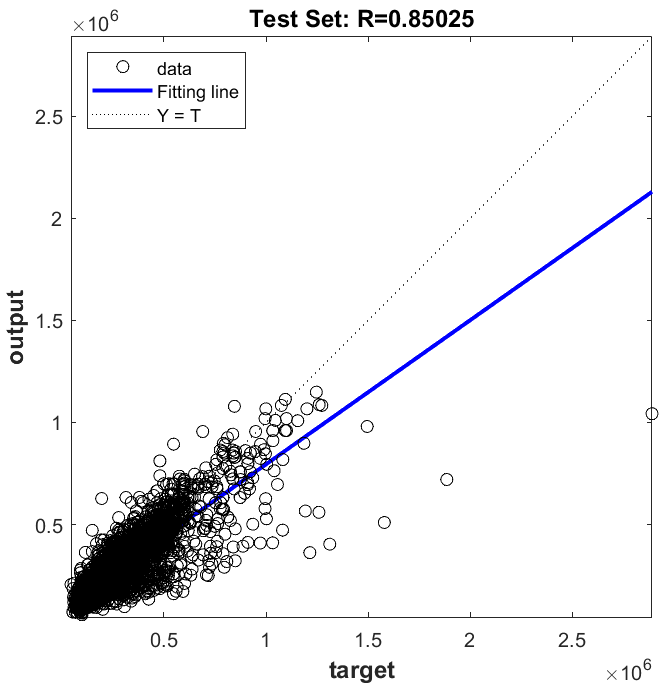 Test Set: R=0.85025
×10⁶
data
Fitting line
Y = T
2.5
2
1.5
1
0.5
output
0.5
1
1.5
2
2.5
target
×10⁶